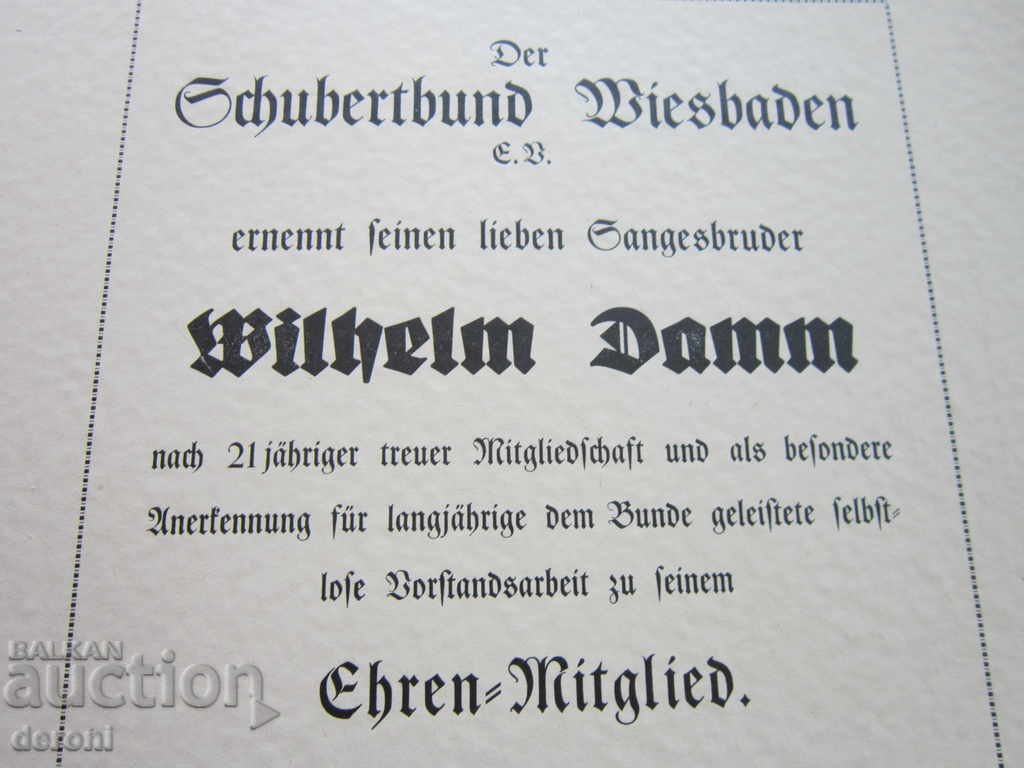 Der
Schubertbund Wiesbaden
E.V.
ernennt seinen lieben Sangesbruder
Wilhelm Damm
nach 21jähriger treuer Mitgliedschaft und als besondere
Anerkennung für langjährige dem Bunde geleistete selbst-
lose Vorstandsarbeit zu seinem
Ehren-Mitglied.
BALKAN
auction
deroni